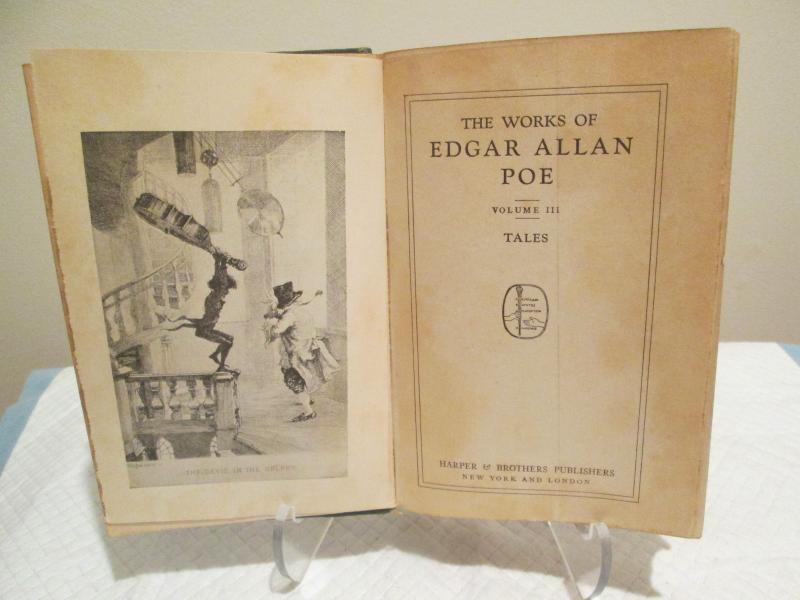 THE DEVIL IN THE BELFRY
THE WORKS OF
EDGAR ALLAN
POE
VOLUME III
TALES
HARPER & BROTHERS PUBLISHERS
NEW YORK AND LONDON